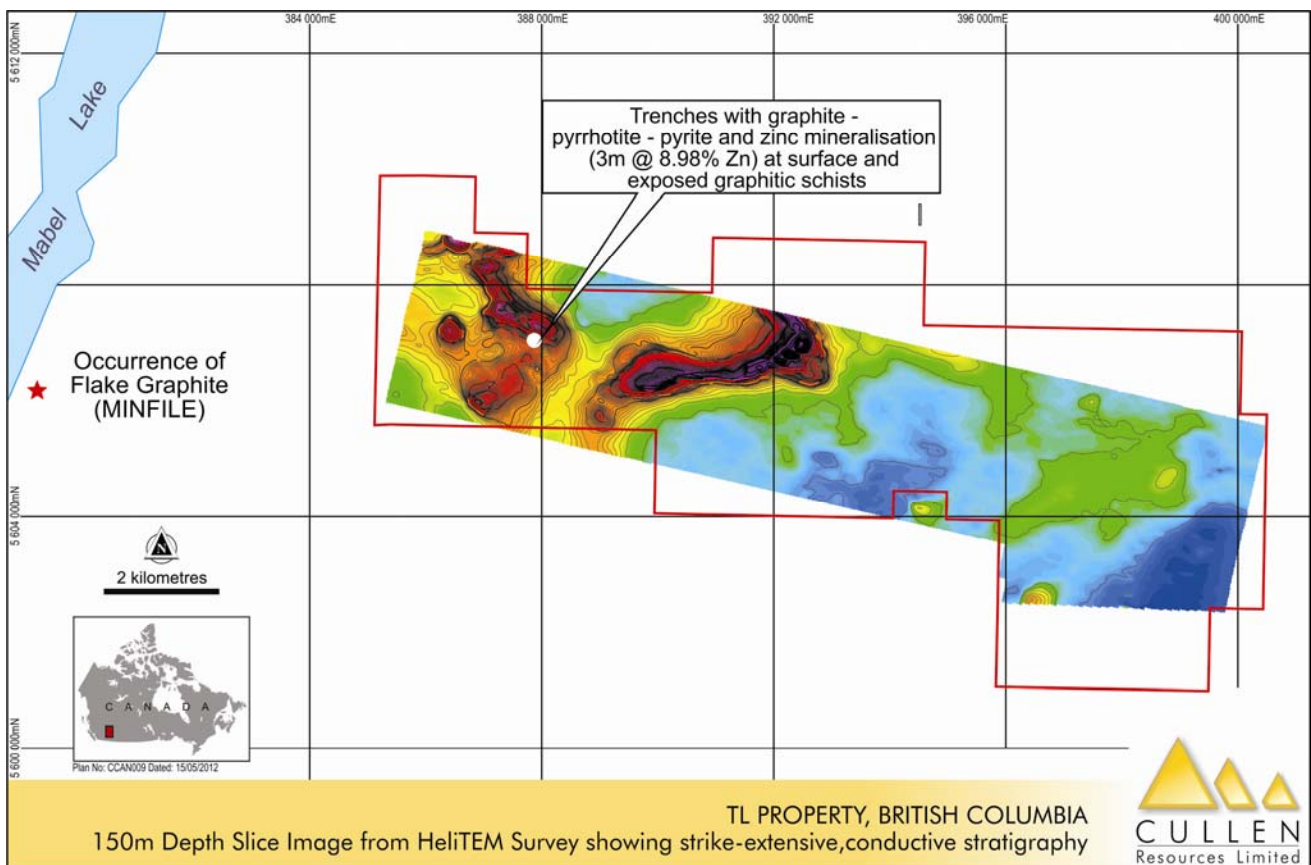 384 000mE
388 000mE
392 000mE
396 000mE
400 000mE
5 612 000mN
Lake
Mabel
Trenches with graphite -
pyrrhotite - pyrite and zinc mineralisation
(3m @ 8.98% Zn) at surface and
exposed graphitic schists
Occurrence of
Flake Graphite
(MINFILE)
5 604 000mN
N
2 kilometres
CANADA
5 600 000mN
Plan No: CCAN009 Dated: 15/05/2012
TL PROPERTY, BRITISH COLUMBIA
150m Depth Slice Image from HeliTEM Survey showing strike-extensive,conductive stratigraphy
CULLEN
Resources Limited